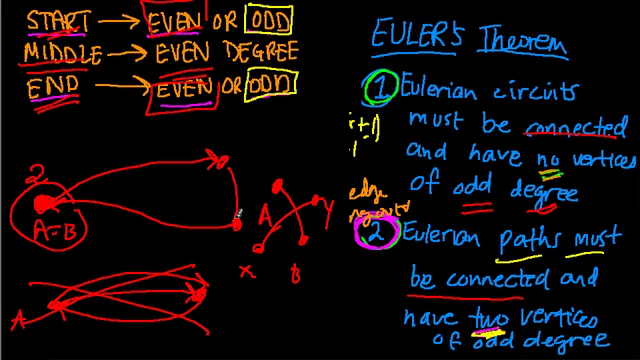 START → EVEN OR ODD
MIDDLE → EVEN DEGREE
END → EVEN OR ODD
EULER'S Theorem
1 Eulerian circuits
must be connected
and have no vertices
of odd degree
2 Eulerian paths must
be connected and
have two vertices
of odd degree
edge
2
A=B
A
y
x
B
A